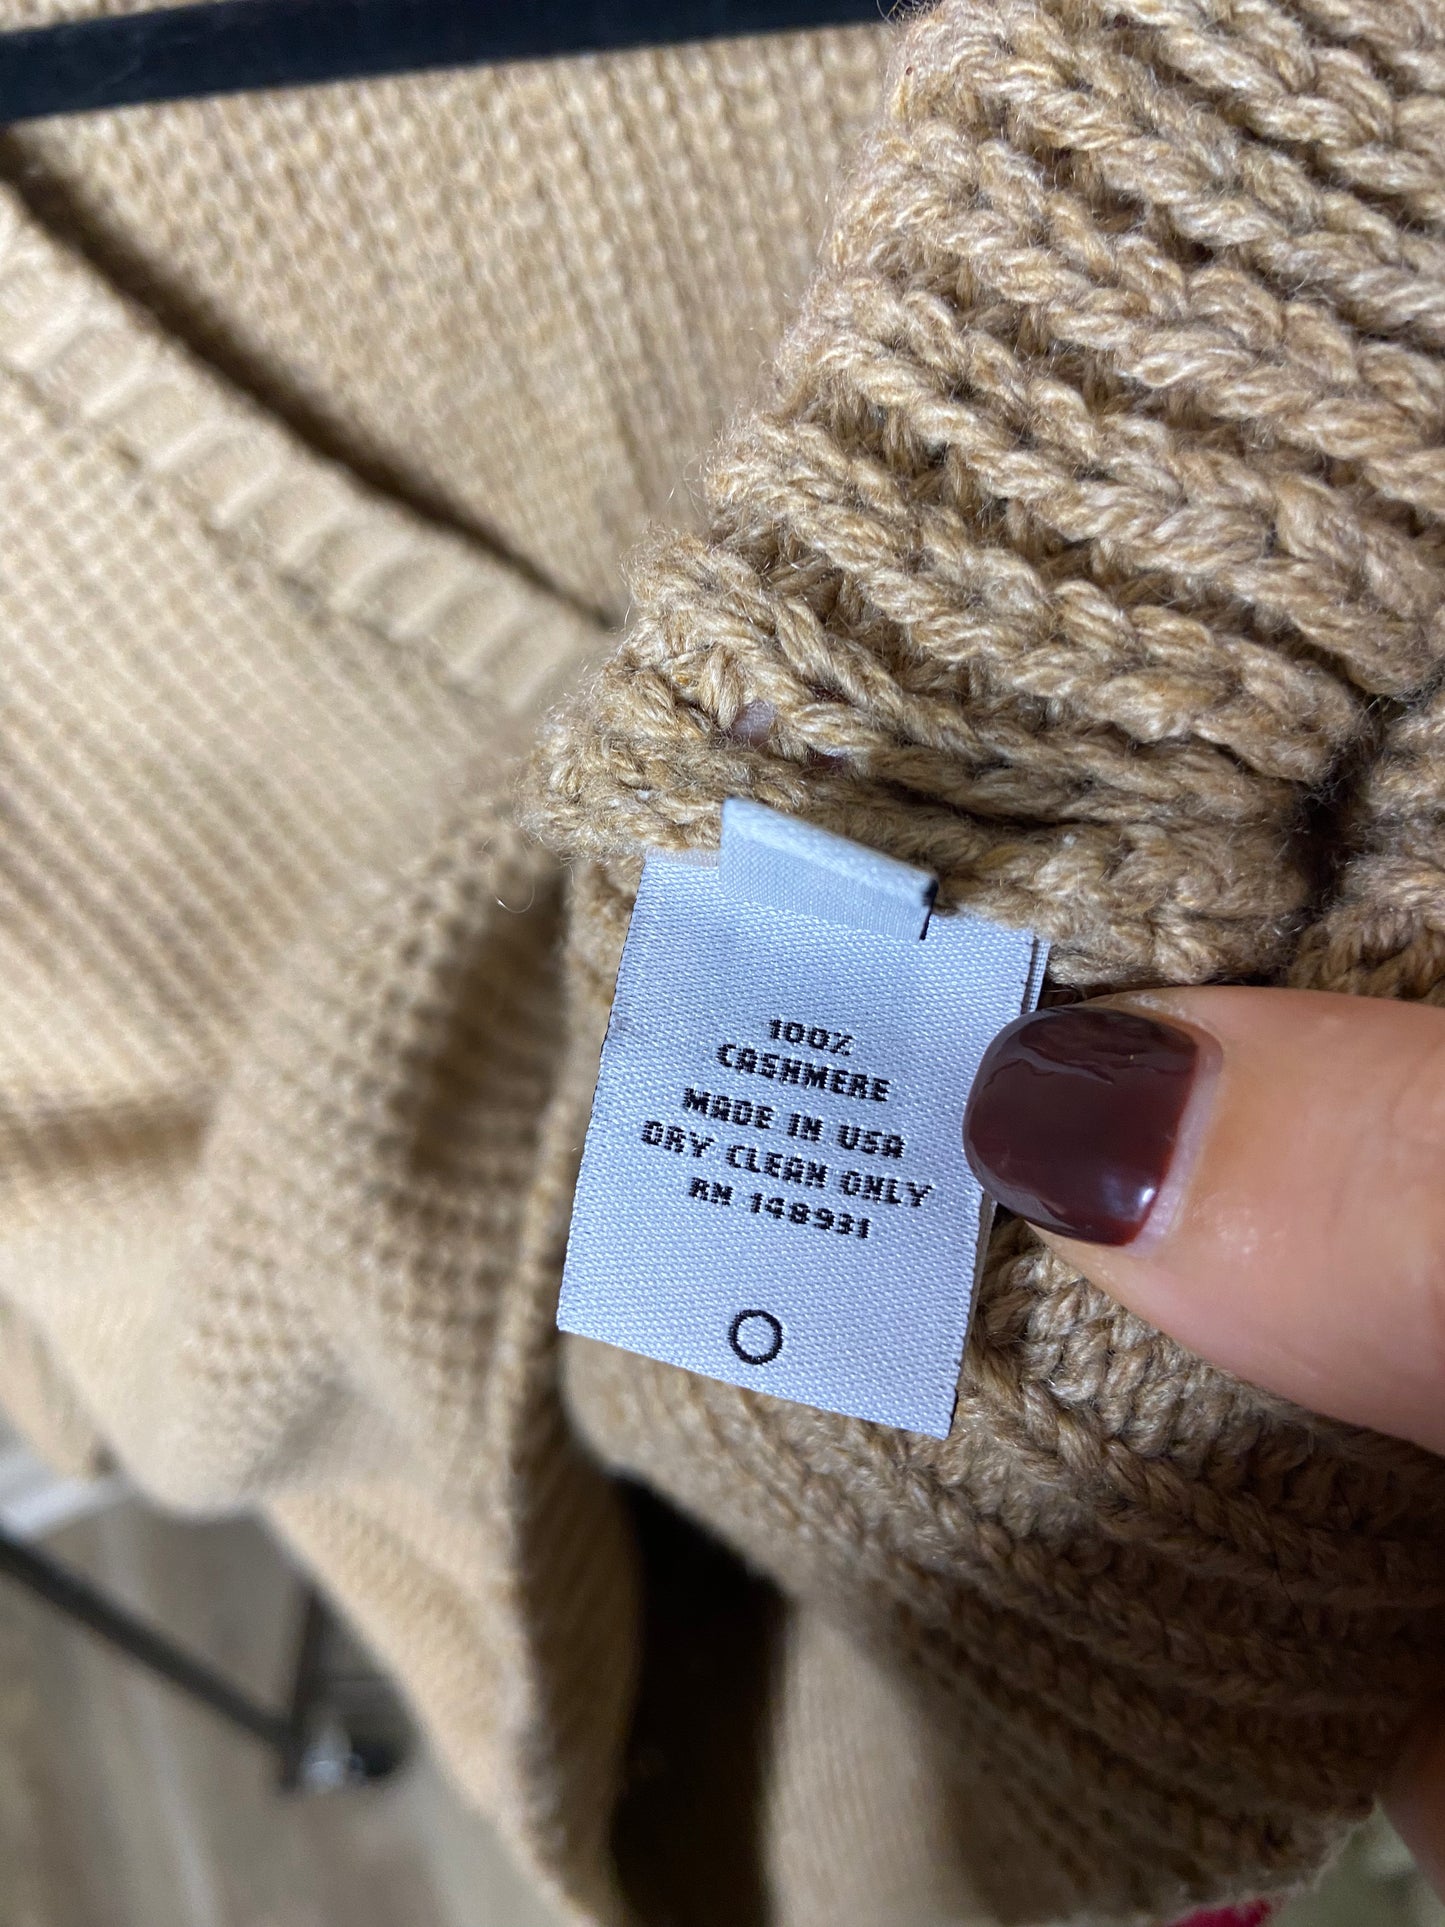 100%
CASHMERE
MADE IN USA
DRY CLEAN ONLY
RN 148931